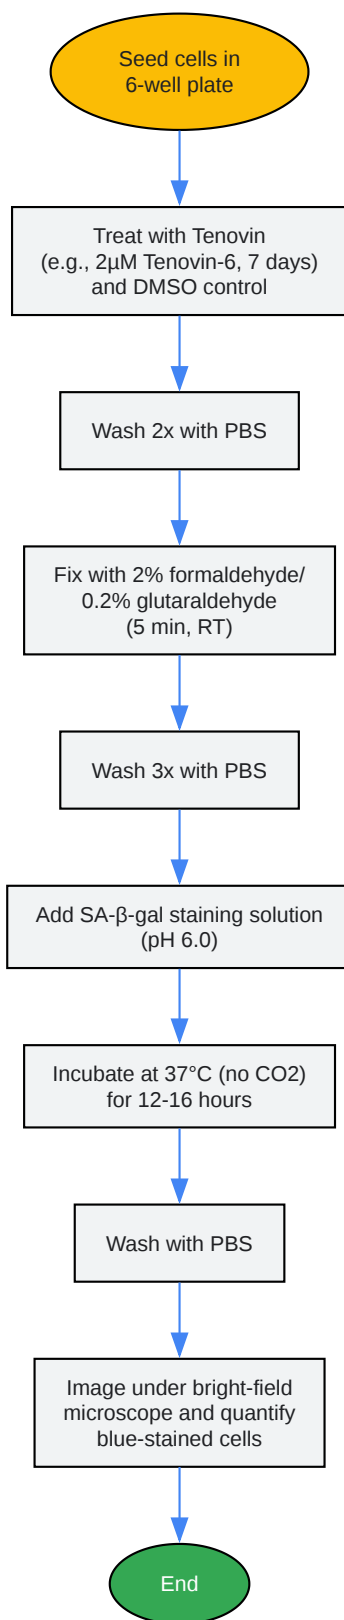 Seed cells in
6-well plate
Treat with Tenovin
(e.g., 2µM Tenovin-6, 7 days)
and DMSO control
Wash 2x with PBS
Fix with 2% formaldehyde/
0.2% glutaraldehyde
(5 min, RT)
Wash 3x with PBS
Add SA-β-gal staining solution
(pH 6.0)
Incubate at 37°C (no CO2)
for 12-16 hours
Wash with PBS
Image under bright-field
microscope and quantify
blue-stained cells
End